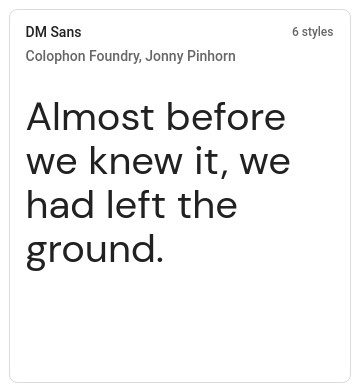 DM Sans
6 styles
Colophon Foundry, Jonny Pinhorn
Almost before
we knew it, we
had left the
ground.